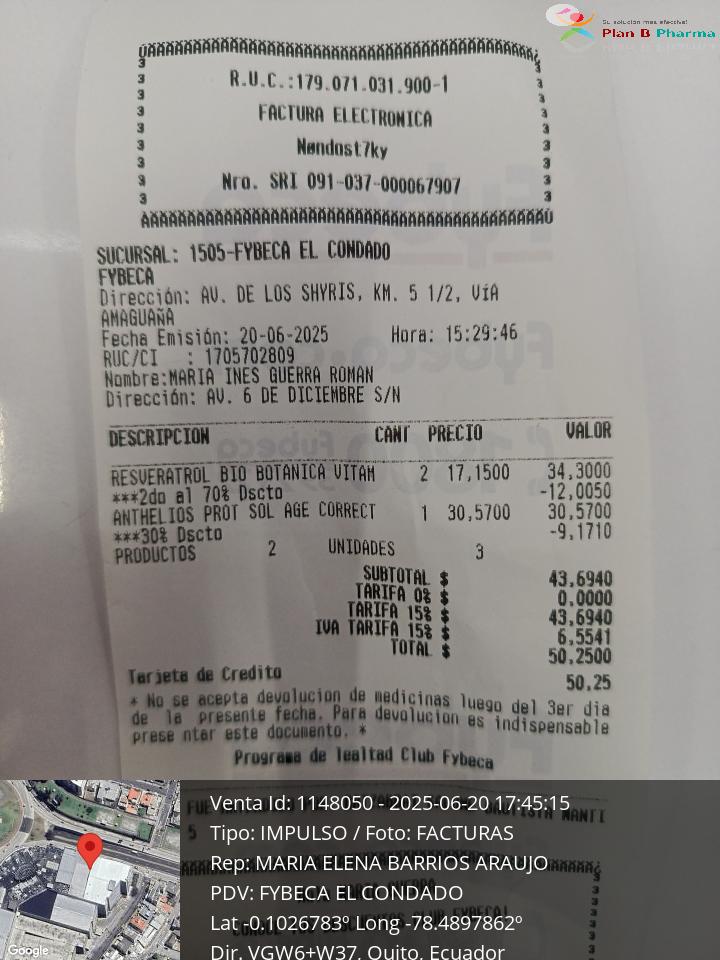 Su solución más efectiva!
Plan B Pharma
R.U.C.:179.071.031.900-1
FACTURA ELECTRONICA
Nøndost7ky
Nro. SRI 091-037-000067907
SUCURSAL: 1505-FYBECA EL CONDADO
FYBECA
Dirección: AV. DE LOS SHYRIS, KM. 5 1/2, VíA
AMAGUAÑA
Fecha Emisión: 20-06-2025 Hora: 15:29:46
RUC/CI : 1705702809
Nombre:MARIA INES GUERRA ROMAN
Dirección: AV. 6 DE DICIEMBRE S/N
DESCRIPCION CANT PRECIO VALOR
RESVERATROL BIO BOTANICA VITAM 2 17,1500 34,3000
***2do al 70% Dscto -12,0050
ANTHELIOS PROT SOL AGE CORRECT 1 30,5700 30,5700
***30% Dscto -9,1710
PRODUCTOS 2 UNIDADES 3
SUBTOTAL $ 43,6940
TARIFA 0% $ 0,0000
TARIFA 15% $ 43,6940
IVA TARIFA 15% $ 6,5541
TOTAL $ 50,2500
Tarjeta de Credito 50,25
* No se acepta devolucion de medicinas luego del 3er dia
de la presente fecha. Para devolucion es indispensable
prese ntar este documento. *
Programa de lealtad Club Fybeca
Venta Id: 1148050 - 2025-06-20 17:45:15
Tipo: IMPULSO / Foto: FACTURAS
Rep: MARIA ELENA BARRIOS ARAUJO
PDV: FYBECA EL CONDADO
Lat -0.1026783º Long -78.4897862º
Dir. VGW6+W37, Quito, Ecuador
Google